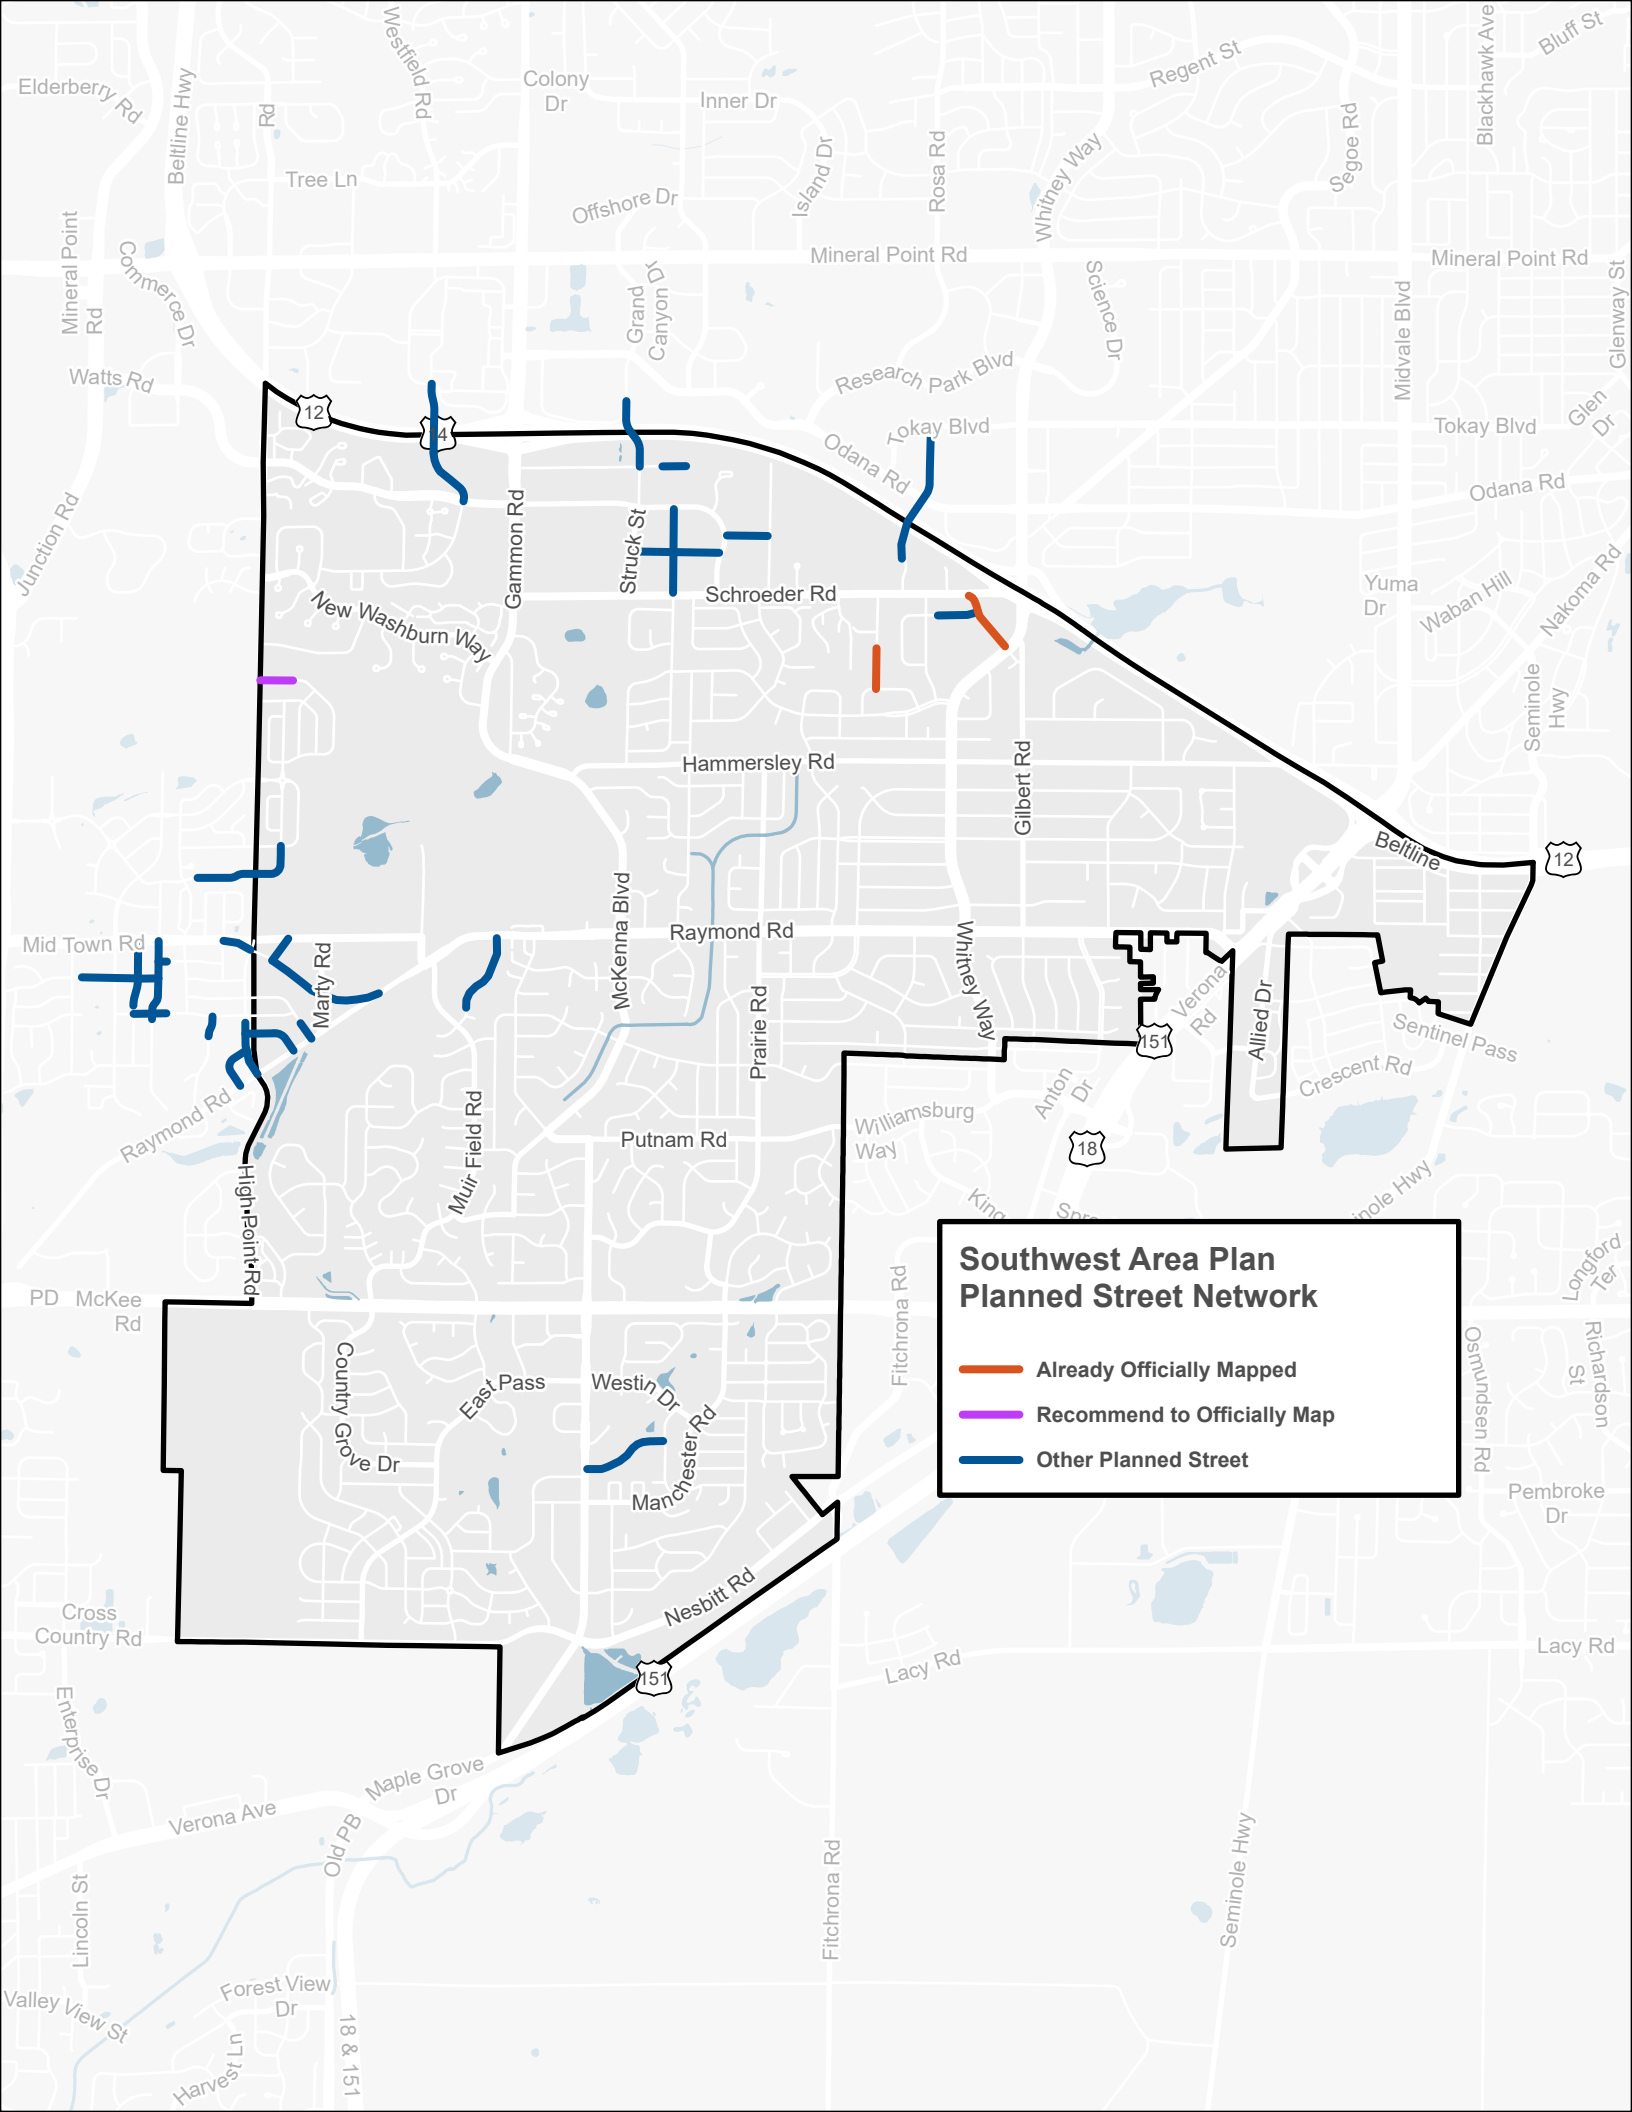 Elderberry Rd
Beltline Hwy
Rd
Westfield Rd
Colony
Dr
Inner Dr
Regent St
Blackhawk Ave
Bluff St
Tree Ln
Offshore Dr
Island Dr
Rosa Rd
Whitney Way
Segoe Rd
Mineral Point
Rd
Commerce Dr
Mineral Point Rd
Mineral Point Rd
Grand
Canyon Dr
Science Dr
Midvale Blvd
Glenway St
Watts Rd
Research Park Blvd
12
14
Tokay Blvd
Tokay Blvd
Glen
Dr
Odana Rd
Odana Rd
Junction Rd
Gammon Rd
Struck St
Schroeder Rd
Yuma
Dr
Waban Hill
Nakoma Rd
New Washburn Way
Seminole
Hwy
Hammersley Rd
Gilbert Rd
Beltline
12
Mid Town Rd
Marty Rd
McKenna Blvd
Raymond Rd
Whitney Way
Verona
Rd
Allied Dr
Sentinel Pass
Prairie Rd
151
Crescent Rd
Anton
Dr
Raymond Rd
Muir Field Rd
Putnam Rd
Williamsburg
Way
18
High Point Rd
King
Spr
inole Hwy
Southwest Area Plan
Planned Street Network
Already Officially Mapped
Recommend to Officially Map
Other Planned Street
Longford
Ter
PD McKee
Rd
Fitchrona Rd
Osmundsen Rd
Richardson
St
Country Grove Dr
East Pass
Westin Dr
Manchester Rd
Pembroke
Dr
Nesbitt Rd
Cross
Country Rd
151
Lacy Rd
Lacy Rd
Enterprise Dr
Maple Grove
Dr
Verona Ave
Old PB
Fitchrona Rd
Seminole Hwy
Lincoln St
Forest View
Dr
Valley View St
Harvest Ln
18 & 151